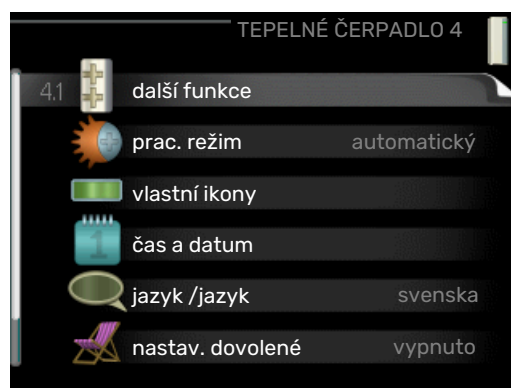 TEPELNÉ ČERPADLO 4
4.1 další funkce
prac. režim automatický
vlastní ikony
1 čas a datum
jazyk /jazyk svenska
nastav. dovolené vypnuto